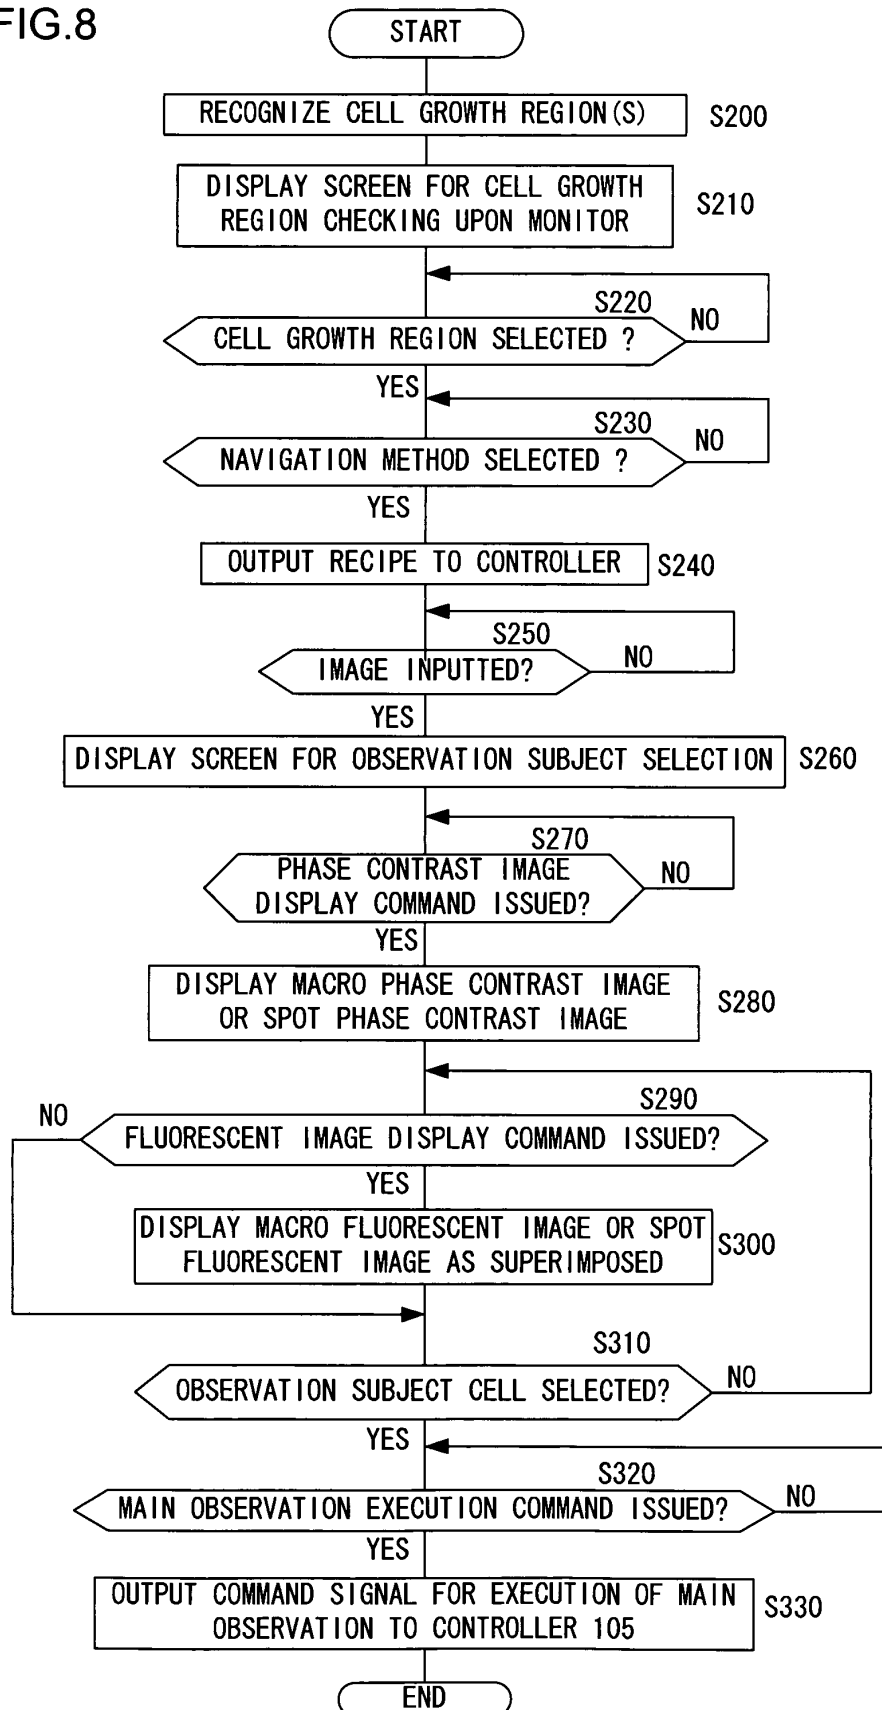 FIG.8
START
RECOGNIZE CELL GROWTH REGION(S)
S200
DISPLAY SCREEN FOR CELL GROWTH
REGION CHECKING UPON MONITOR
S210
S220
NO
CELL GROWTH REGION SELECTED ?
YES
S230
NO
NAVIGATION METHOD SELECTED ?
YES
OUTPUT RECIPE TO CONTROLLER
S240
S250
NO
IMAGE INPUTTED?
YES
DISPLAY SCREEN FOR OBSERVATION SUBJECT SELECTION
S260
S270
PHASE CONTRAST IMAGE
DISPLAY COMMAND ISSUED?
NO
YES
DISPLAY MACRO PHASE CONTRAST IMAGE
OR SPOT PHASE CONTRAST IMAGE
S280
S290
NO
FLUORESCENT IMAGE DISPLAY COMMAND ISSUED?
YES
DISPLAY MACRO FLUORESCENT IMAGE OR SPOT
FLUORESCENT IMAGE AS SUPERIMPOSED
S300
S310
NO
OBSERVATION SUBJECT CELL SELECTED?
YES
S320
NO
MAIN OBSERVATION EXECUTION COMMAND ISSUED?
YES
OUTPUT COMMAND SIGNAL FOR EXECUTION OF MAIN
OBSERVATION TO CONTROLLER 105
S330
END